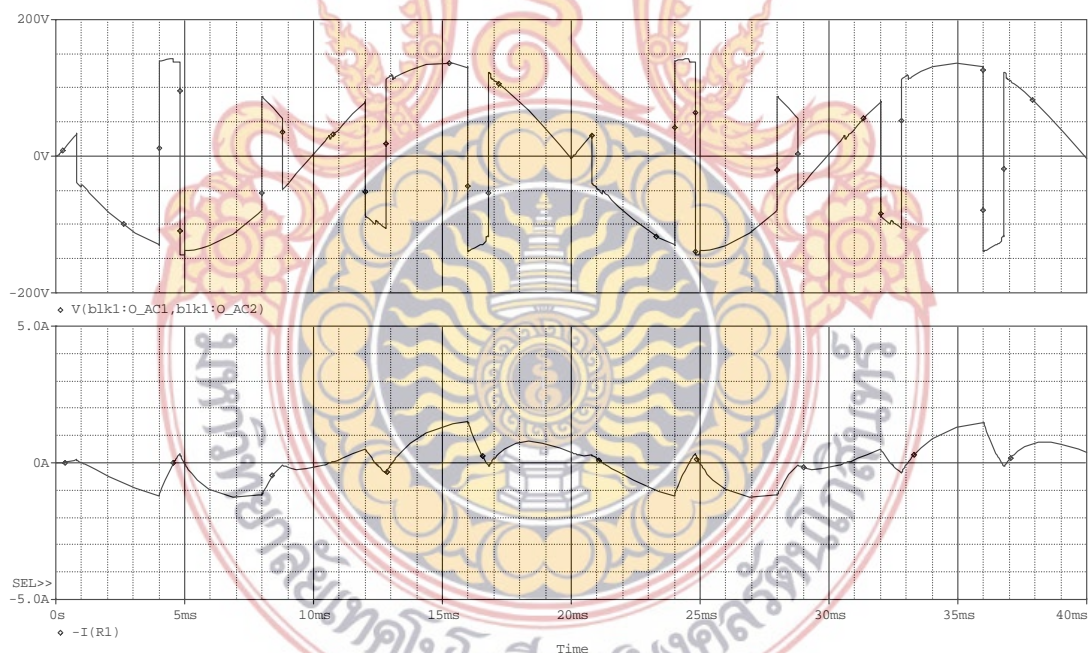 200V
0V
-200V
V(blk1:O_AC1,blk1:O_AC2)
5.0A
0A
SEL>>
-5.0A
0s 5ms 10ms 15ms 20ms 25ms 30ms 35ms 40ms
-I(R1)
Time